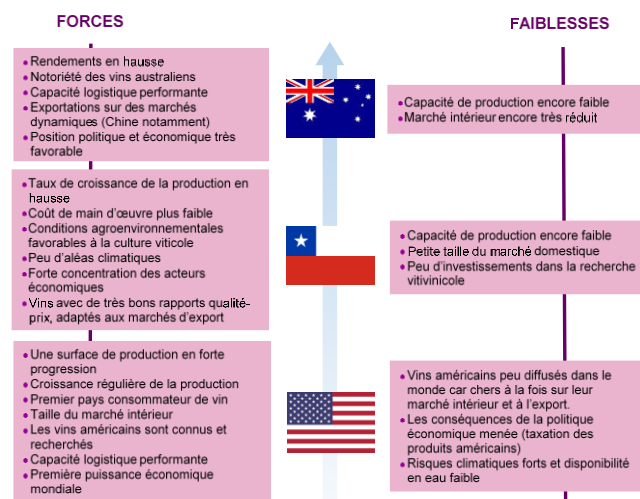 FORCES
FAIBLESSES
• Rendements en hausse
• Notoriété des vins australiens
• Capacité logistique performante
• Exportations sur des marchés
dynamiques (Chine notamment)
• Position politique et économique très
favorable
• Capacité de production encore faible
• Marché intérieur encore très réduit
• Taux de croissance de la production en
hausse
• Coût de main d'œuvre plus faible
• Conditions agroenvironnementales
favorables à la culture viticole
• Peu d'aléas climatiques
• Forte concentration des acteurs
économiques
• Vins avec de très bons rapports qualité-
prix, adaptés aux marchés d'export
• Capacité de production encore faible
• Petite taille du marché domestique
• Peu d'investissements dans la recherche
vitivinicole
• Une surface de production en forte
progression
• Croissance régulière de la production
• Premier pays consommateur de vin
• Taille du marché intérieur
• Les vins américains sont connus et
recherchés
• Capacité logistique performante
• Première puissance économique
mondiale
• Vins américains peu diffusés dans le
monde car chers à la fois sur leur
marché intérieur et à l'export.
• Les conséquences de la politique
économique menée (taxation des
produits américains)
• Risques climatiques forts et disponibilité
en eau faible